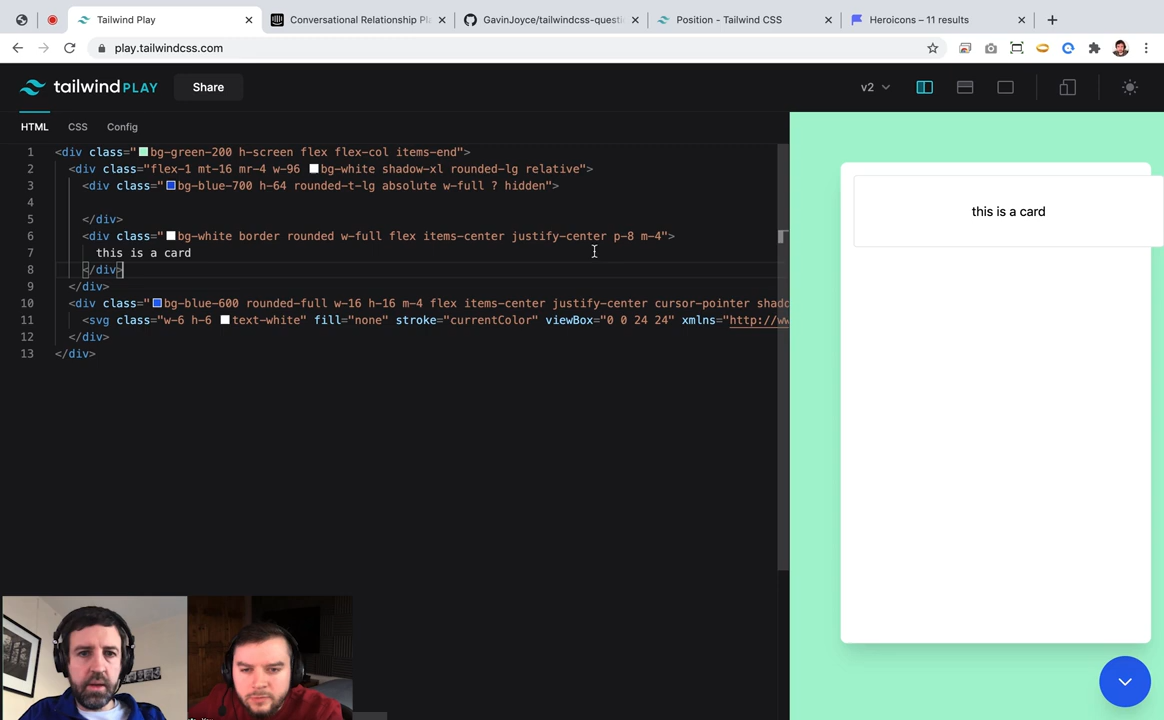 Tailwind Play
Conversational Relationship Pl
GavinJoyce/tailwindcss-questi
Position - Tailwind CSS
Heroicons – 11 results
play.tailwindcss.com
tailwind PLAY
Share
v2
HTML CSS Config
1 <div class="bg-green-200 h-screen flex flex-col items-end">
2 <div class="flex-1 mt-16 mr-4 w-96 bg-white shadow-xl rounded-lg relative">
3 <div class="bg-blue-700 h-64 rounded-t-lg absolute w-full ? hidden">
4
5 </div>
6 <div class="bg-white border rounded w-full flex items-center justify-center p-8 m-4">
7 this is a card
8 </div>
9 </div>
10 <div class="bg-blue-600 rounded-full w-16 h-16 m-4 flex items-center justify-center cursor-pointer shado
11 <svg class="w-6 h-6 text-white" fill="none" stroke="currentColor" viewBox="0 0 24 24" xmlns="http://ww
12 </div>
13 </div>
this is a card